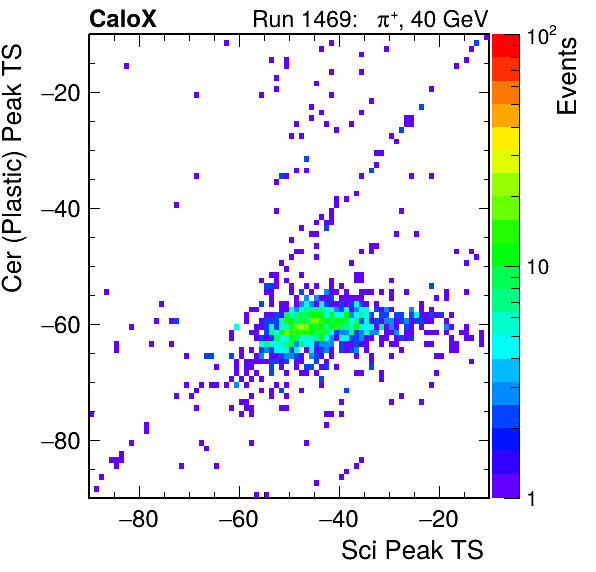 CaloX Run 1469: π⁺, 40 GeV
Cer (Plastic) Peak TS
−20
−40
−60
−80
−80 −60 −40 −20
Sci Peak TS
10²
10
1
Events